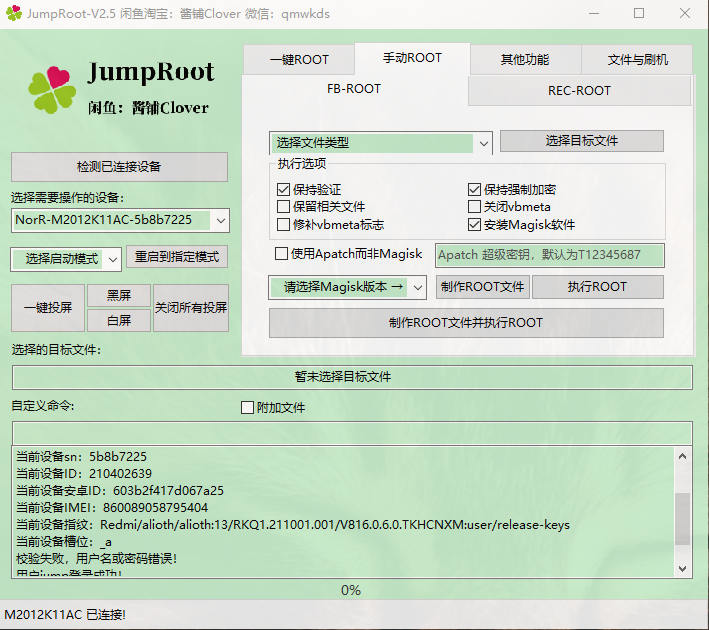 JumpRoot-V2.5 闲鱼淘宝：酱铺Clover 微信：qmwkds
JumpRoot
闲鱼：酱铺Clover
一键ROOT
手动ROOT
其他功能
文件与刷机
FB-ROOT
REC-ROOT
检测已连接设备
选择需要操作的设备：
NorR-M2012K11AC-5b8b7225
选择启动模式
重启到指定模式
一键投屏
黑屏
白屏
关闭所有投屏
选择文件类型
选择目标文件
执行选项
保持验证
保持强制加密
保留相关文件
关闭vbmeta
修补vbmeta标志
安装Magisk软件
使用Apatch而非Magisk
Apatch 超级密钥，默认为T12345687
请选择Magisk版本 →
制作ROOT文件
执行ROOT
制作ROOT文件并执行ROOT
选择的目标文件：
暂未选择目标文件
自定义命令：
附加文件
当前设备sn：5b8b7225
当前设备ID：210402639
当前设备安卓ID：603b2f417d067a25
当前设备IMEI：860089058795404
当前设备指纹：Redmi/alioth/alioth:13/RKQ1.211001.001/V816.0.6.0.TKHCNXM:user/release-keys
当前设备槽位：_a
校验失败，用户名或密码错误!
用户jump登录成功!
0%
M2012K11AC 已连接!